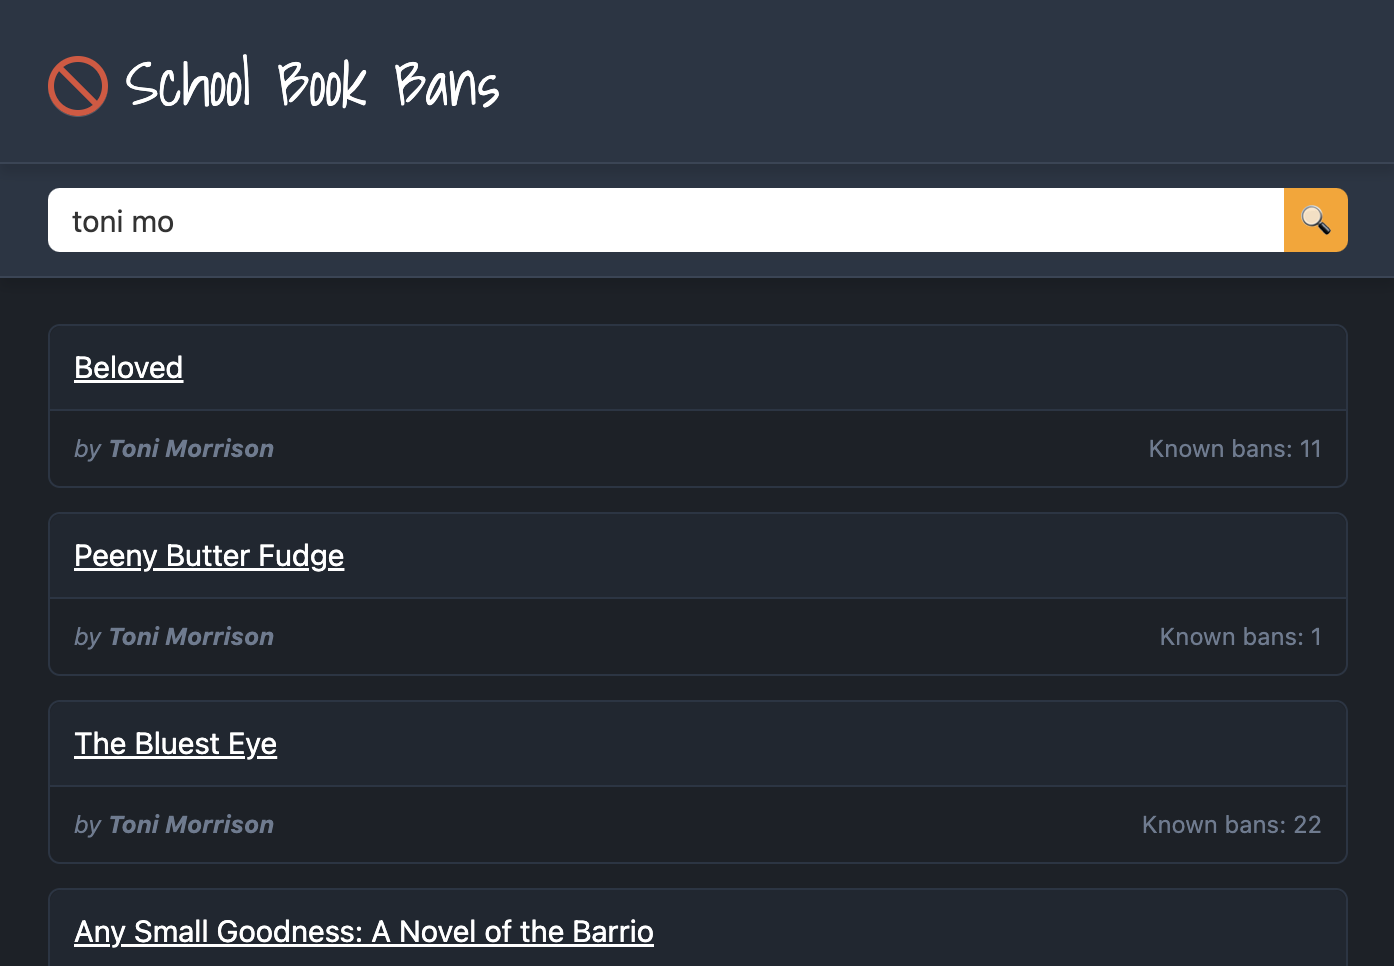 School Book Bans
toni mo
Beloved
by Toni Morrison
Known bans: 11
Peeny Butter Fudge
by Toni Morrison
Known bans: 1
The Bluest Eye
by Toni Morrison
Known bans: 22
Any Small Goodness: A Novel of the Barrio